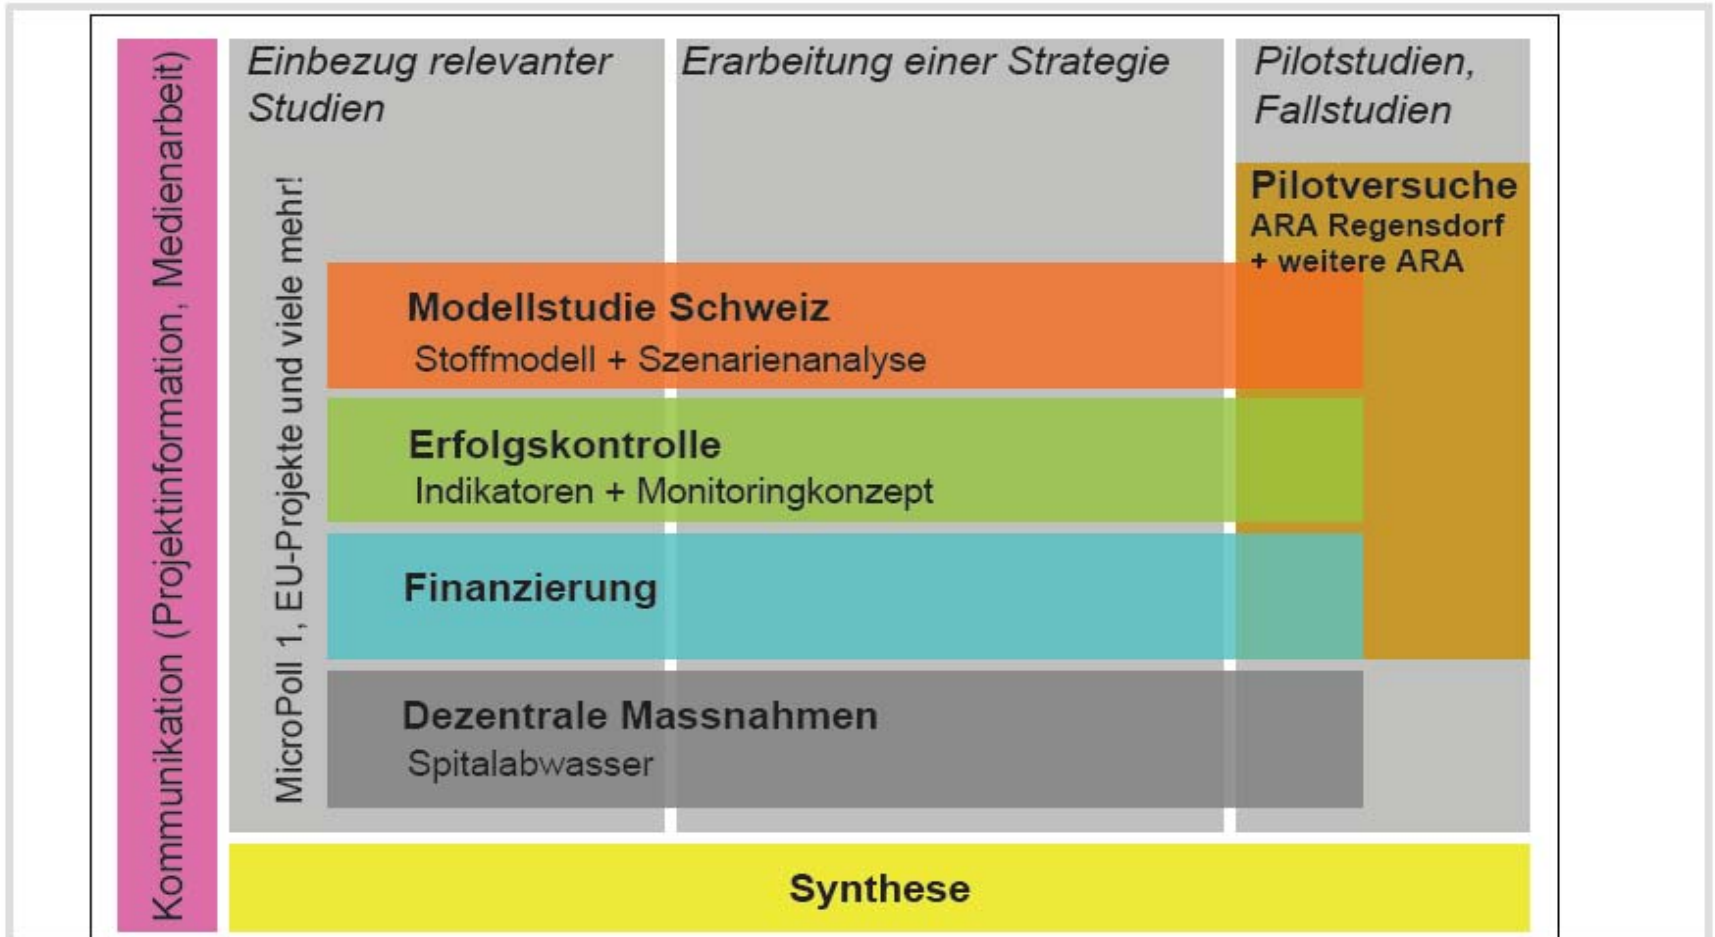 Kommunikation (Projektinformation, Medienarbeit)
Einbezug relevanter
Studien
Erarbeitung einer Strategie
Pilotstudien,
Fallstudien
MicroPoll 1, EU-Projekte und viele mehr!
Pilotversuche
ARA Regensdorf
+ weitere ARA
Modellstudie Schweiz
Stoffmodell + Szenarienanalyse
Erfolgskontrolle
Indikatoren + Monitoringkonzept
Finanzierung
Dezentrale Massnahmen
Spitalabwasser
Synthese